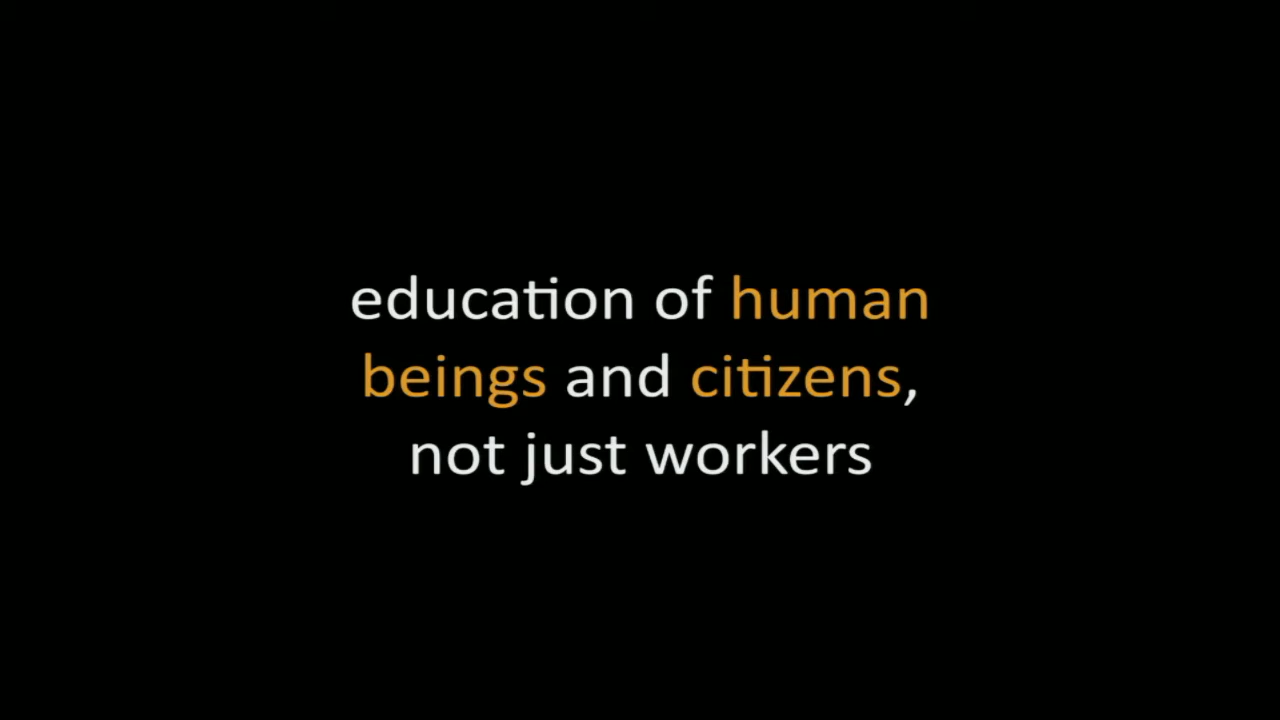 education of human
beings and citizens,
not just workers